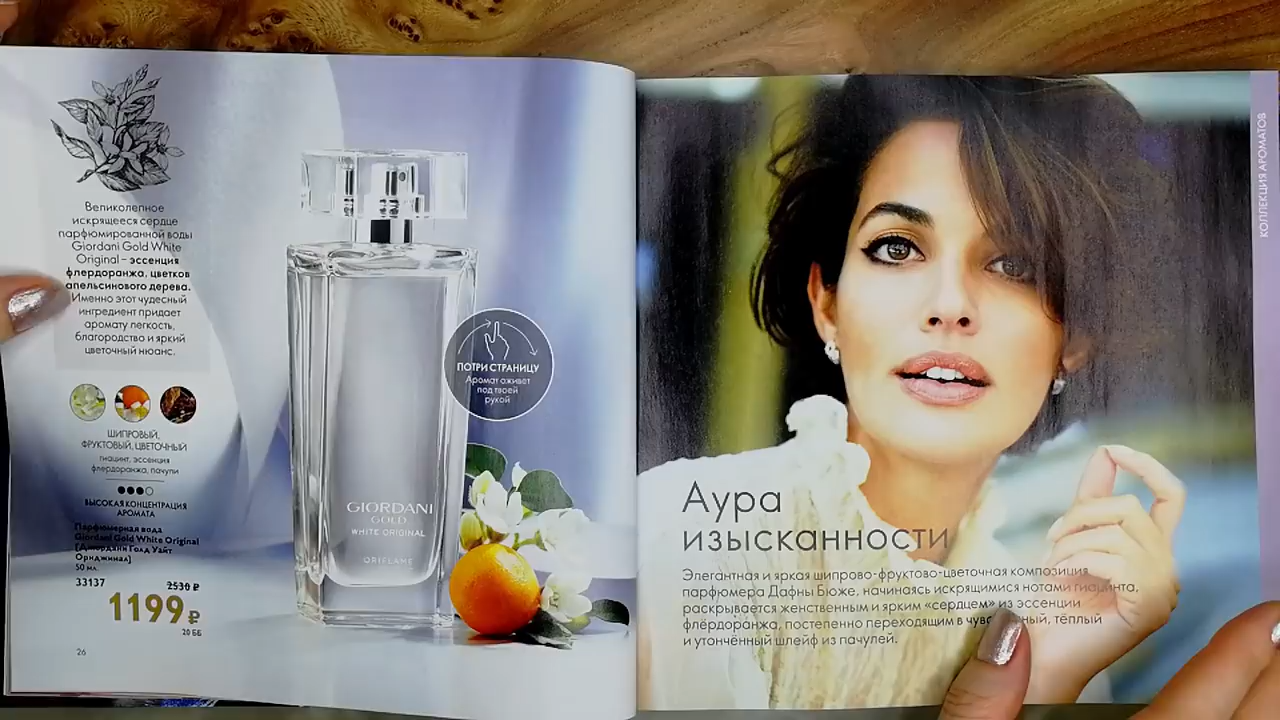 Великолепное
искрящееся сердце
парфюмированной воды
Giordani Gold White
Original – эссенция
флердоранжа, цветков
апельсинового дерева.
Именно этот чудесный
ингредиент придает
аромату легкость,
благородство и яркий
цветочный нюанс.
ШИПРОВЫЙ,
ФРУКТОВЫЙ, ЦВЕТОЧНЫЙ
гиацинт, эссенция
флердоранжа, пачули
ВЫСОКАЯ КОНЦЕНТРАЦИЯ
АРОМАТА
Парфюмерная вода
Giordani Gold White Original
[Джордани Голд Уайт
Ориджинал]
50 мл.
33137 2530 ₽
1199 ₽
20 ББ
26
GIORDANI
GOLD
WHITE ORIGINAL
ORIFLAME
ПОТРИ СТРАНИЦУ
Аромат оживет
под твоей
рукой
КОЛЛЕКЦИЯ АРОМАТОВ
Аура
изысканности
Элегантная и яркая шипрово-фруктово-цветочная композиция
парфюмера Дафны Бюже, начинаясь искрящимися нотами гиацинта,
раскрывается женственным и ярким «сердцем» из эссенции
флёрдоранжа, постепенно переходящим в тёплый
и утончённый шлейф из пачулей.